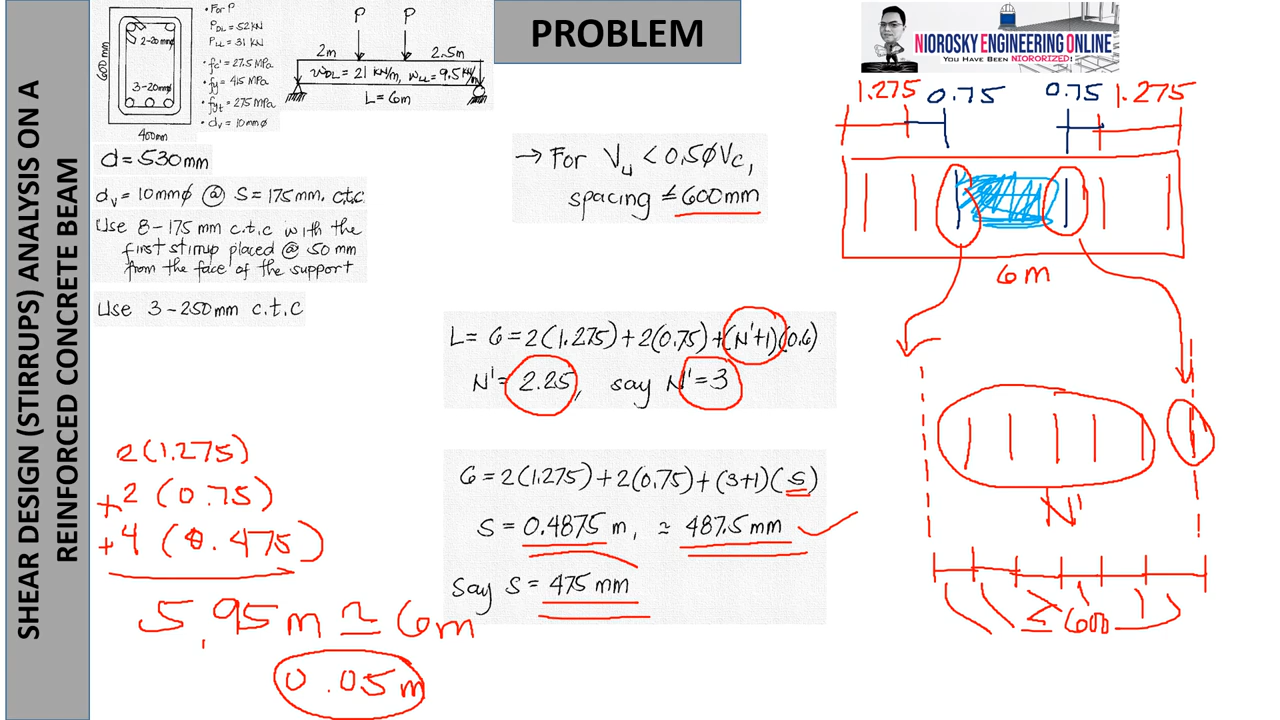 SHEAR DESIGN (STIRRUPS) ANALYSIS ON A
REINFORCED CONCRETE BEAM
PROBLEM
NIOROSKY ENGINEERING ONLINE
YOU HAVE BEEN NIORORIZED!
600 mm
2-20mmφ
3-20mmφ
400mm
• For P
P_DL = 52 kN
P_LL = 31 kN
• fc' = 27.5 MPa
• fy = 415 MPa
• fyt = 275 MPa
• dv = 10mmφ
P P
2m 2.5m
W_DL = 21 kN/m, W_LL = 9.5 kN/m
L = 6m
d = 530mm
dv = 10mmφ @ S = 175mm. c.t.c
Use 8-175 mm c.t.c with the
first stirrup placed @ 50 mm
from the face of the support
Use 3-250mm c.t.c
→ For Vu < 0.5φVc,
spacing ≤ 600mm
L = 6 = 2(1.275) + 2(0.75) + (N'+1)(0.6)
N' = 2.25, say N' = 3
6 = 2(1.275) + 2(0.75) + (3+1)(S)
S = 0.4875 m, ≈ 487.5 mm
say S = 475 mm
2(1.275)
+2(0.75)
+4(0.475)
5.95m ≃ 6m
0.05m
1.275 0.75 0.75 1.275
6m
N'
≤ 600